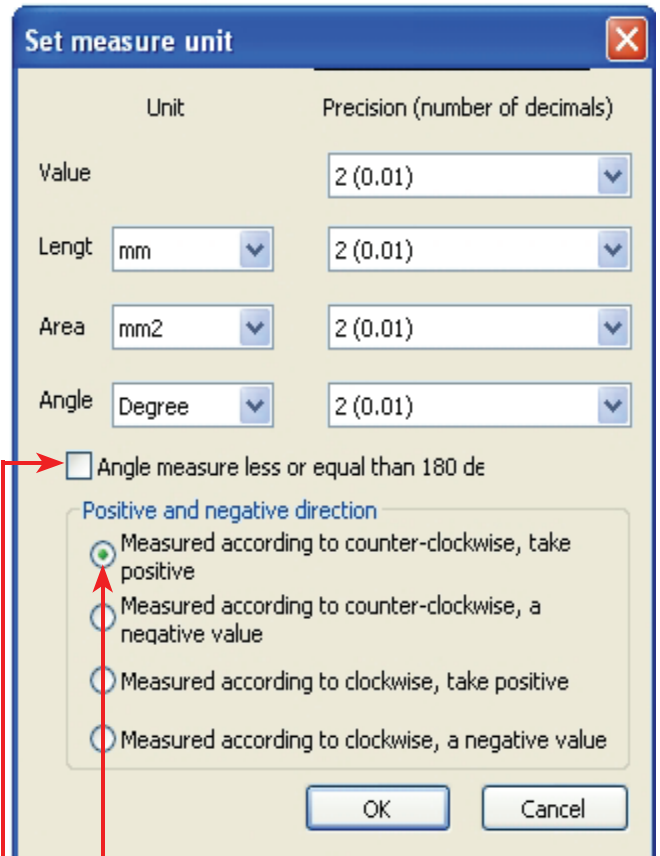 Set measure unit
Unit Precision (number of decimals)
Value 2 (0.01)
Lengt mm 2 (0.01)
Area mm2 2 (0.01)
Angle Degree 2 (0.01)
Angle measure less or equal than 180 de
Positive and negative direction
Measured according to counter-clockwise, take
positive
Measured according to counter-clockwise, a
negative value
Measured according to clockwise, take positive
Measured according to clockwise, a negative value
OK Cancel